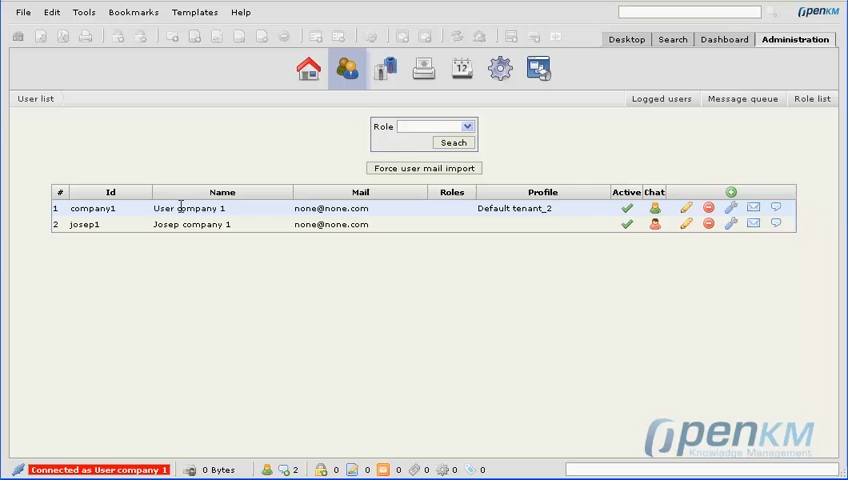 File Edit Tools Bookmarks Templates Help
OPENKM
Desktop Search Dashboard Administration
12
User list Logged users Message queue Role list
Role
Seach
Force user mail import
# Id Name Mail Roles Profile Active Chat
1 company1 User company 1 none@none.com Default tenant_2
2 josep1 Josep company 1 none@none.com
OpenKM
Knowledge Management
Connected as User company 1 0 Bytes 2 0 0 0 0 0 0